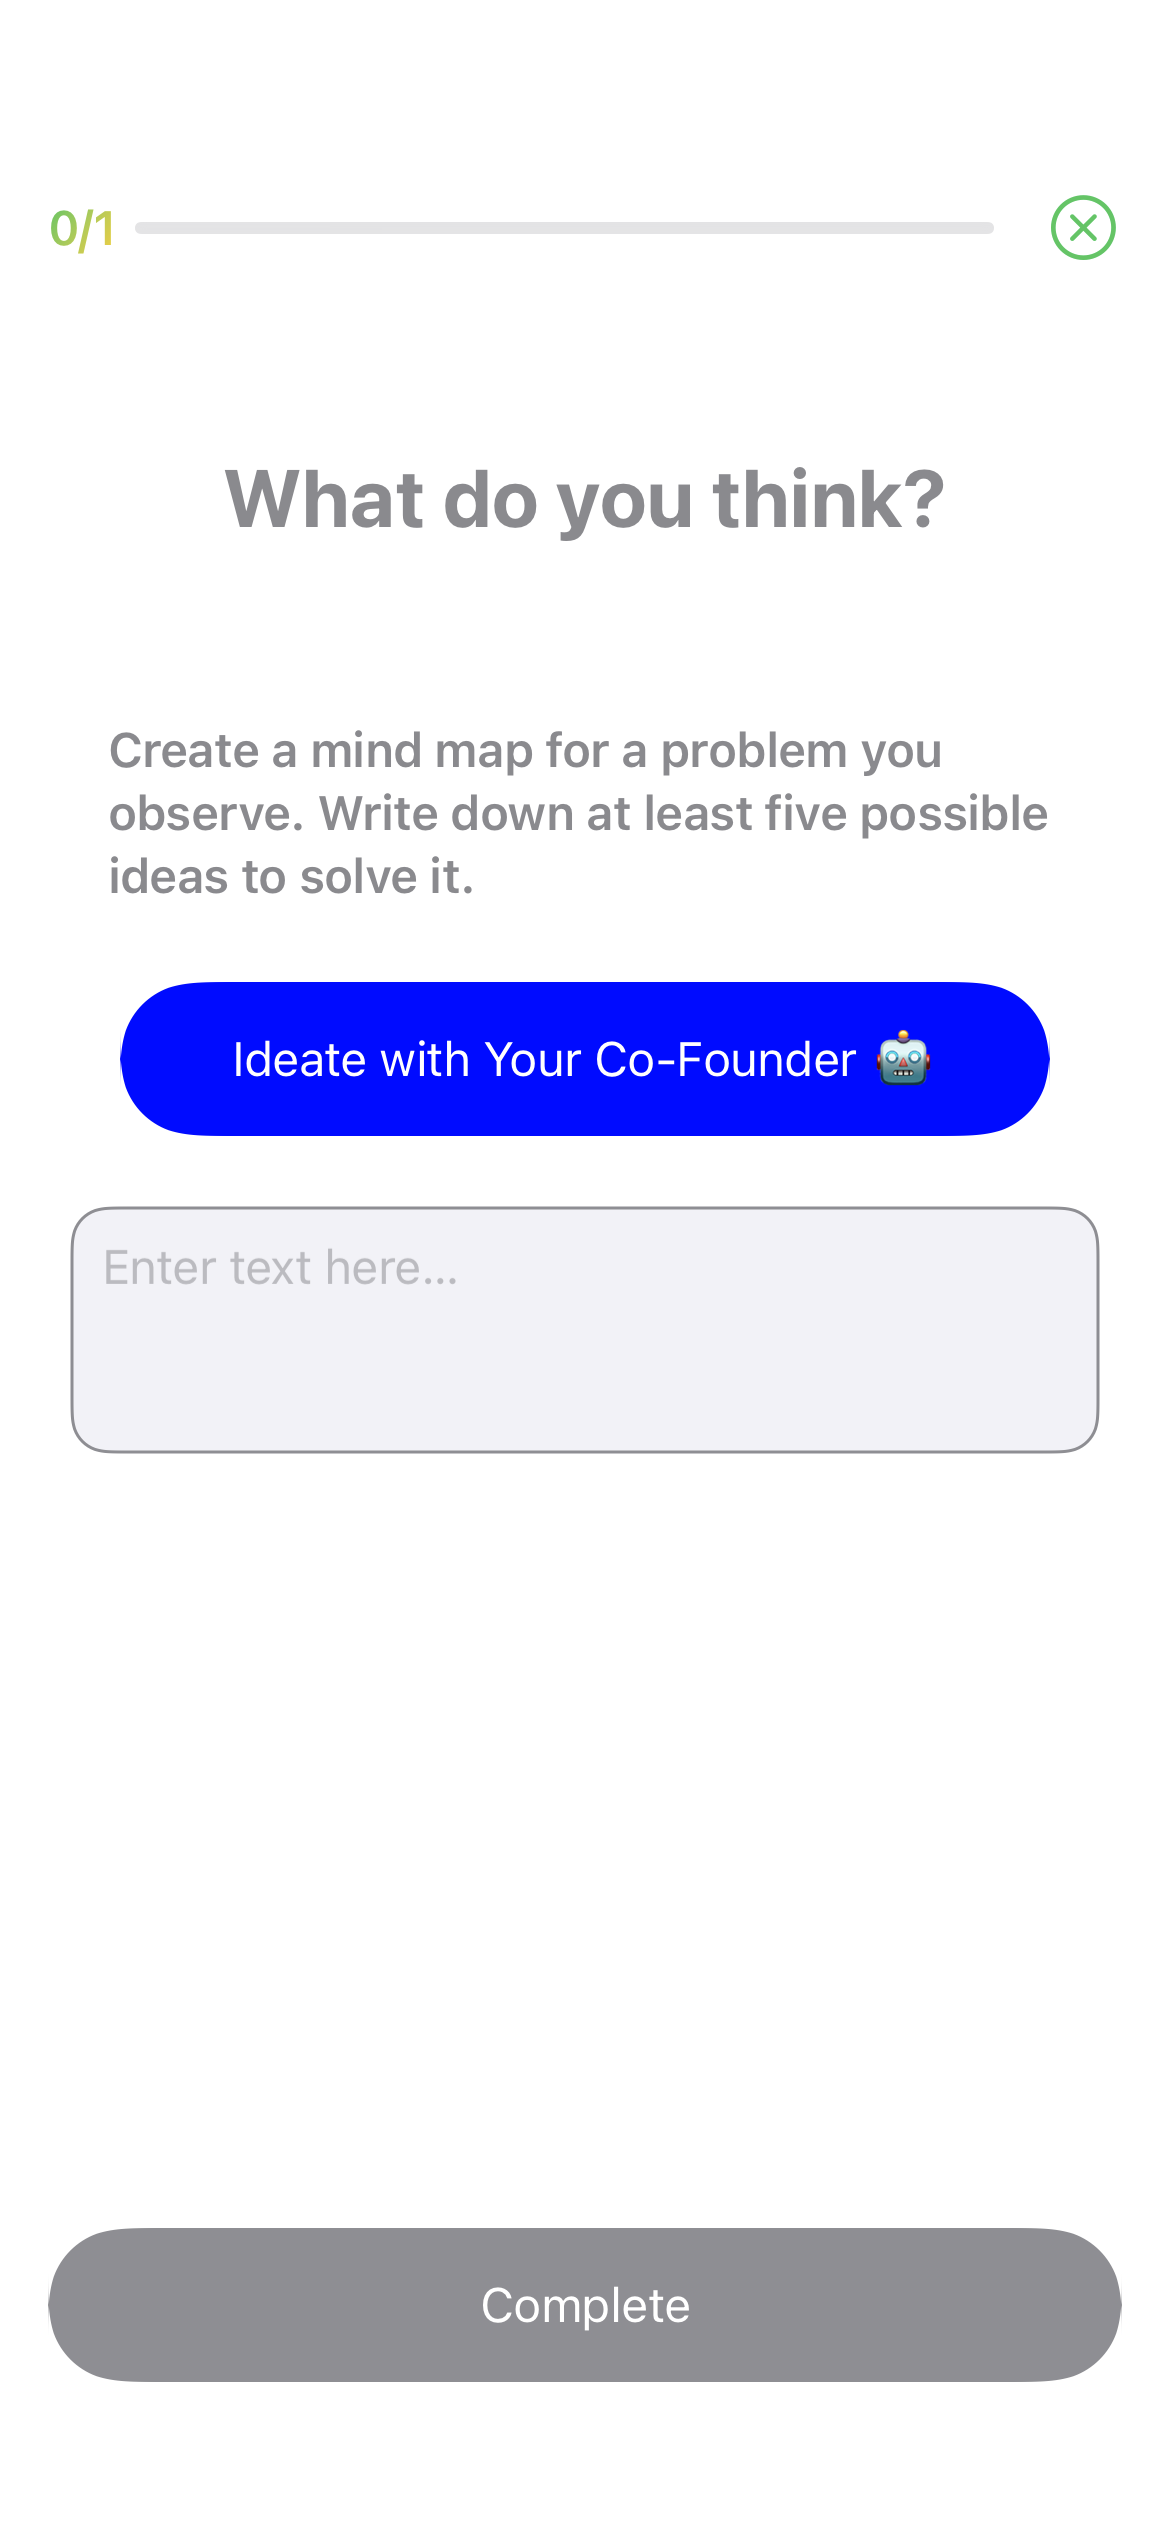 0/1
What do you think?
Create a mind map for a problem you
observe. Write down at least five possible
ideas to solve it.
Ideate with Your Co-Founder 🤖
Enter text here...
Complete